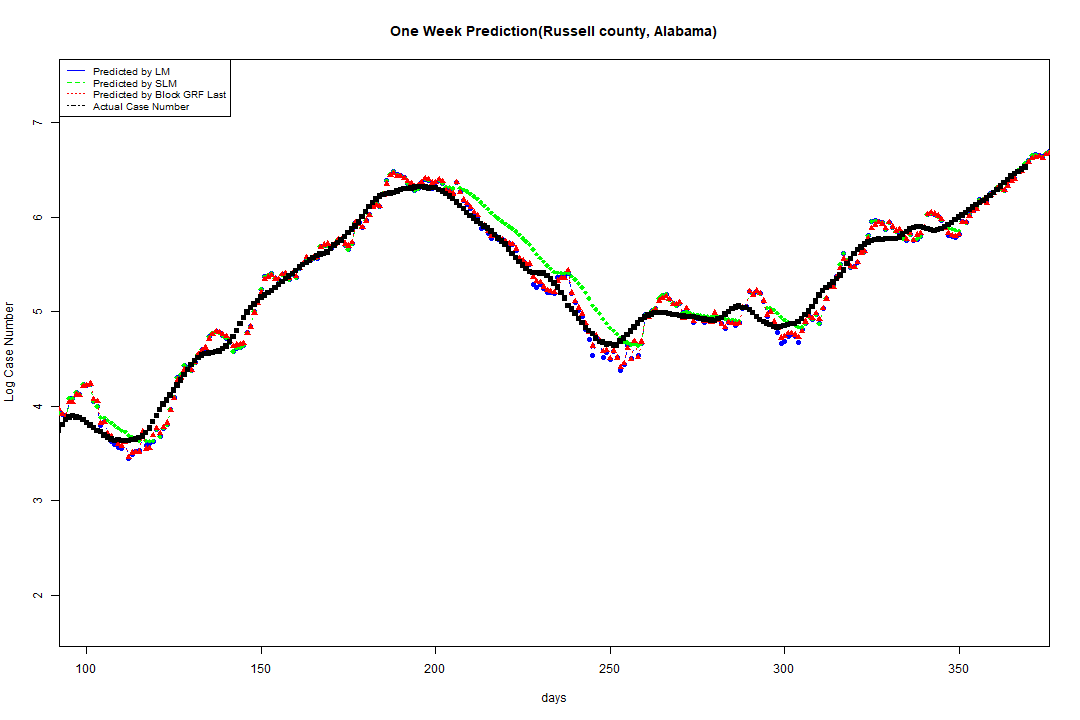 One Week Prediction(Russell county, Alabama)
Predicted by LM
Predicted by SLM
Predicted by Block GRF Last
Actual Case Number
7
6
5
4
3
2
Log Case Number
100 150 200 250 300 350
days